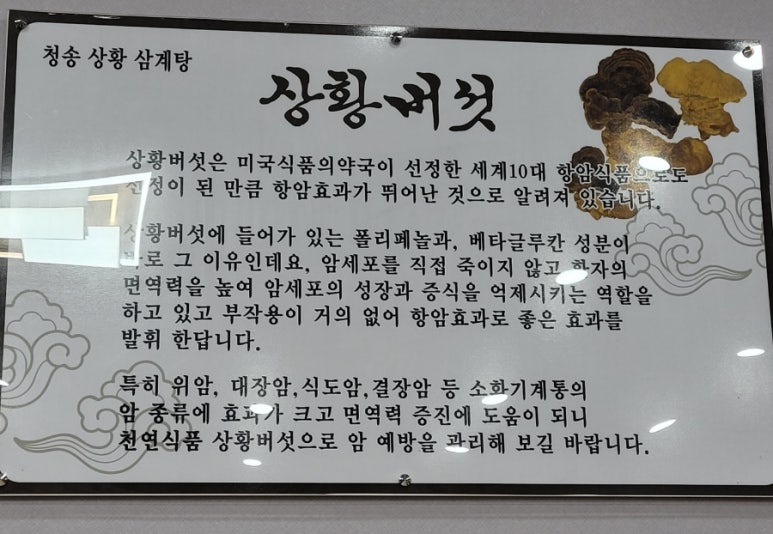 청송 상황 삼계탕
상황버섯
상황버섯은 미국식품의약국이 선정한 세계10대 항암식품으로도
선정이 된 만큼 항암효과가 뛰어난 것으로 알려져 있습니다.
상황버섯에 들어가 있는 폴리페놀과, 베타글루칸 성분이
바로 그 이유인데요, 암세포를 직접 죽이지 않고 환자의
면역력을 높여 암세포의 성장과 증식을 억제시키는 역할을
하고 있고 부작용이 거의 없어 항암효과로 좋은 효과를
발휘 한답니다.
특히 위암, 대장암,식도암,결장암 등 소화기계통의
암 종류에 효과가 크고 면역력 증진에 도움이 되니
천연식품 상황버섯으로 암 예방을 관리해 보길 바랍니다.